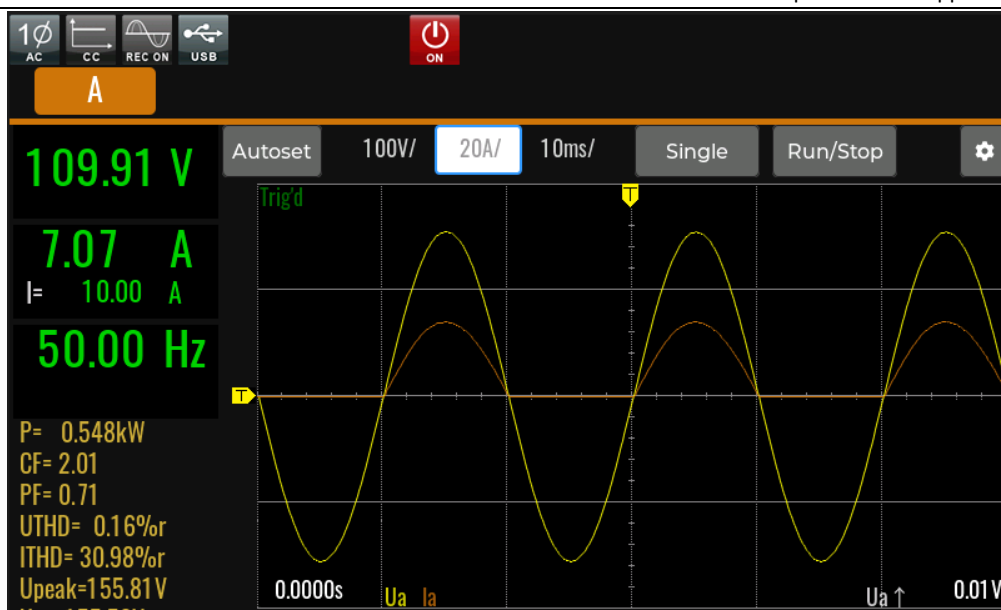 1Ø
AC
CC
REC ON
USB
ON
A
109.91 V
Autoset
100V/
20A/
10ms/
Single
Run/Stop
Trig'd
T
7.07 A
I= 10.00 A
50.00 Hz
T
P= 0.548kW
CF= 2.01
PF= 0.71
UTHD= 0.16%r
ITHD= 30.98%r
Upeak=155.81V
0.0000s
Ua Ia
Ua↑
0.01V